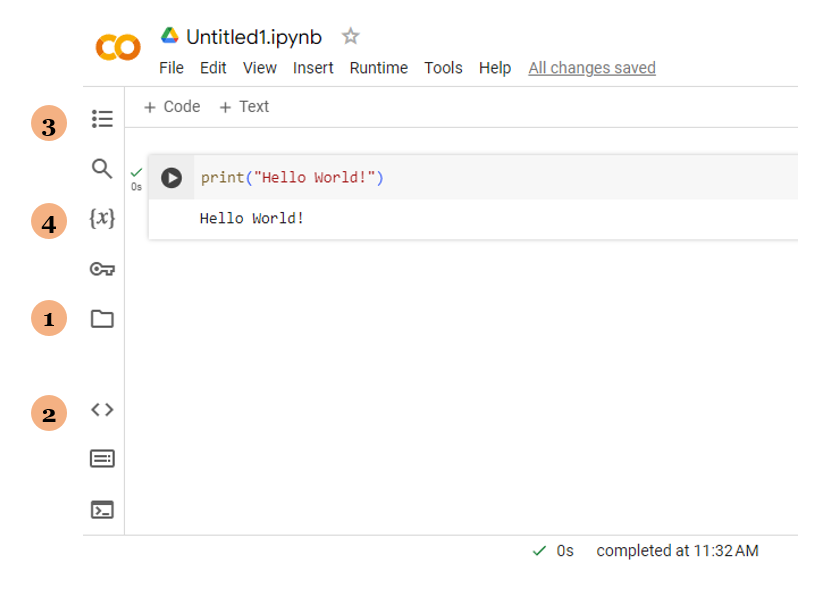 Untitled1.ipynb
File Edit View Insert Runtime Tools Help All changes saved
+ Code + Text
3
0s
print("Hello World!")
4
{x}
Hello World!
1
2
0s completed at 11:32 AM